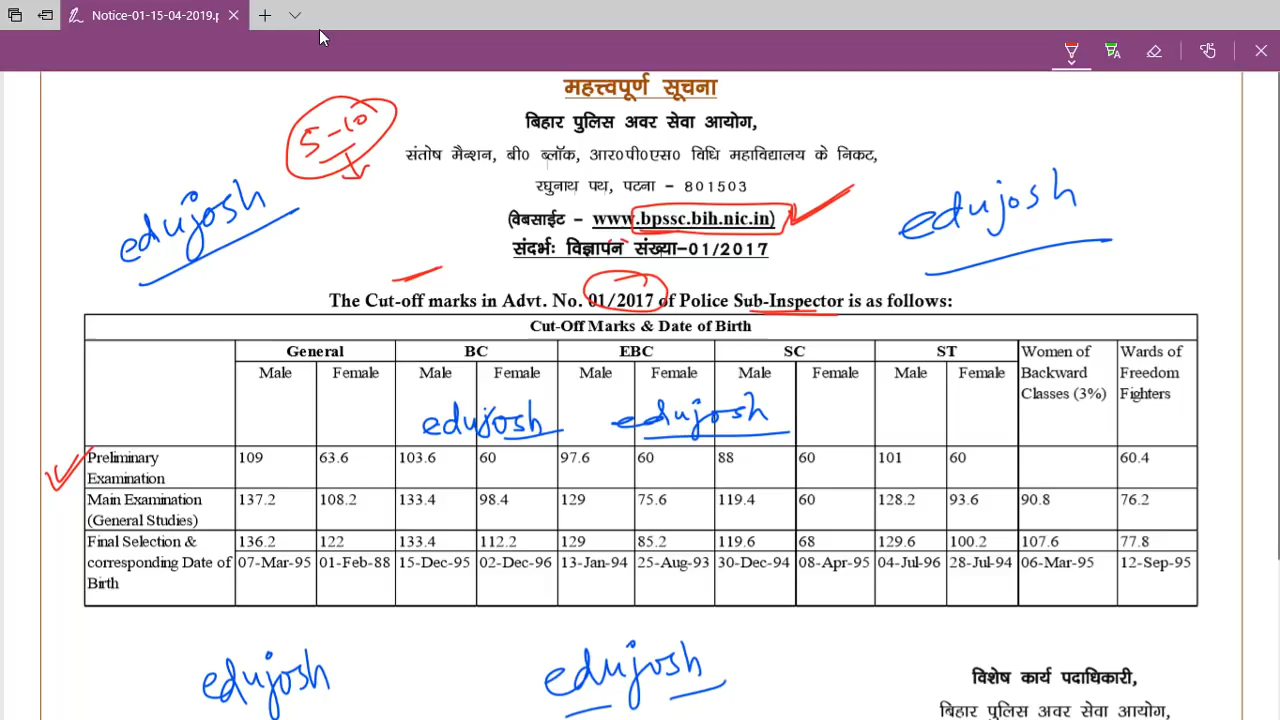 Notice-01-15-04-2019.p
महत्त्वपूर्ण सूचना
5-10
बिहार पुलिस अवर सेवा आयोग,
संतोष मैन्शन, बी0 ब्लॉक, आर0पी0एस0 विधि महाविद्यालय के निकट,
रघुनाथ पथ, पटना - 801503
edujosh
edujosh
(वेबसाईट - www.bpssc.bih.nic.in)
संदर्भः विज्ञापन संख्या-01/2017
The Cut-off marks in Advt. No. 01/2017 of Police Sub-Inspector is as follows:
Cut-Off Marks & Date of Birth
General BC EBC SC ST Women of Backward Classes (3%) Wards of Freedom Fighters
Male Female Male Female Male Female Male Female Male Female
edujosh edujosh
Preliminary Examination 109 63.6 103.6 60 97.6 60 88 60 101 60 60.4
Main Examination (General Studies) 137.2 108.2 133.4 98.4 129 75.6 119.4 60 128.2 93.6 90.8 76.2
Final Selection & 136.2 122 133.4 112.2 129 85.2 119.6 68 129.6 100.2 107.6 77.8
corresponding Date of Birth 07-Mar-95 01-Feb-88 15-Dec-95 02-Dec-96 13-Jan-94 25-Aug-93 30-Dec-94 08-Apr-95 04-Jul-96 28-Jul-94 06-Mar-95 12-Sep-95
edujosh edujosh
विशेष कार्य पदाधिकारी,
बिहार पुलिस अवर सेवा आयोग,